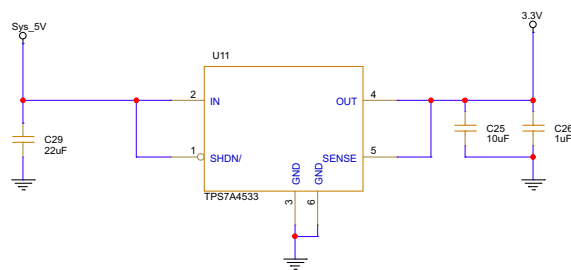 Sys_5V
3.3V
U11
2
IN
OUT
4
C29
22uF
1
SHDN/
SENSE
5
C25
10uF
C26
1uF
GND
GND
3
6
TPS7A4533